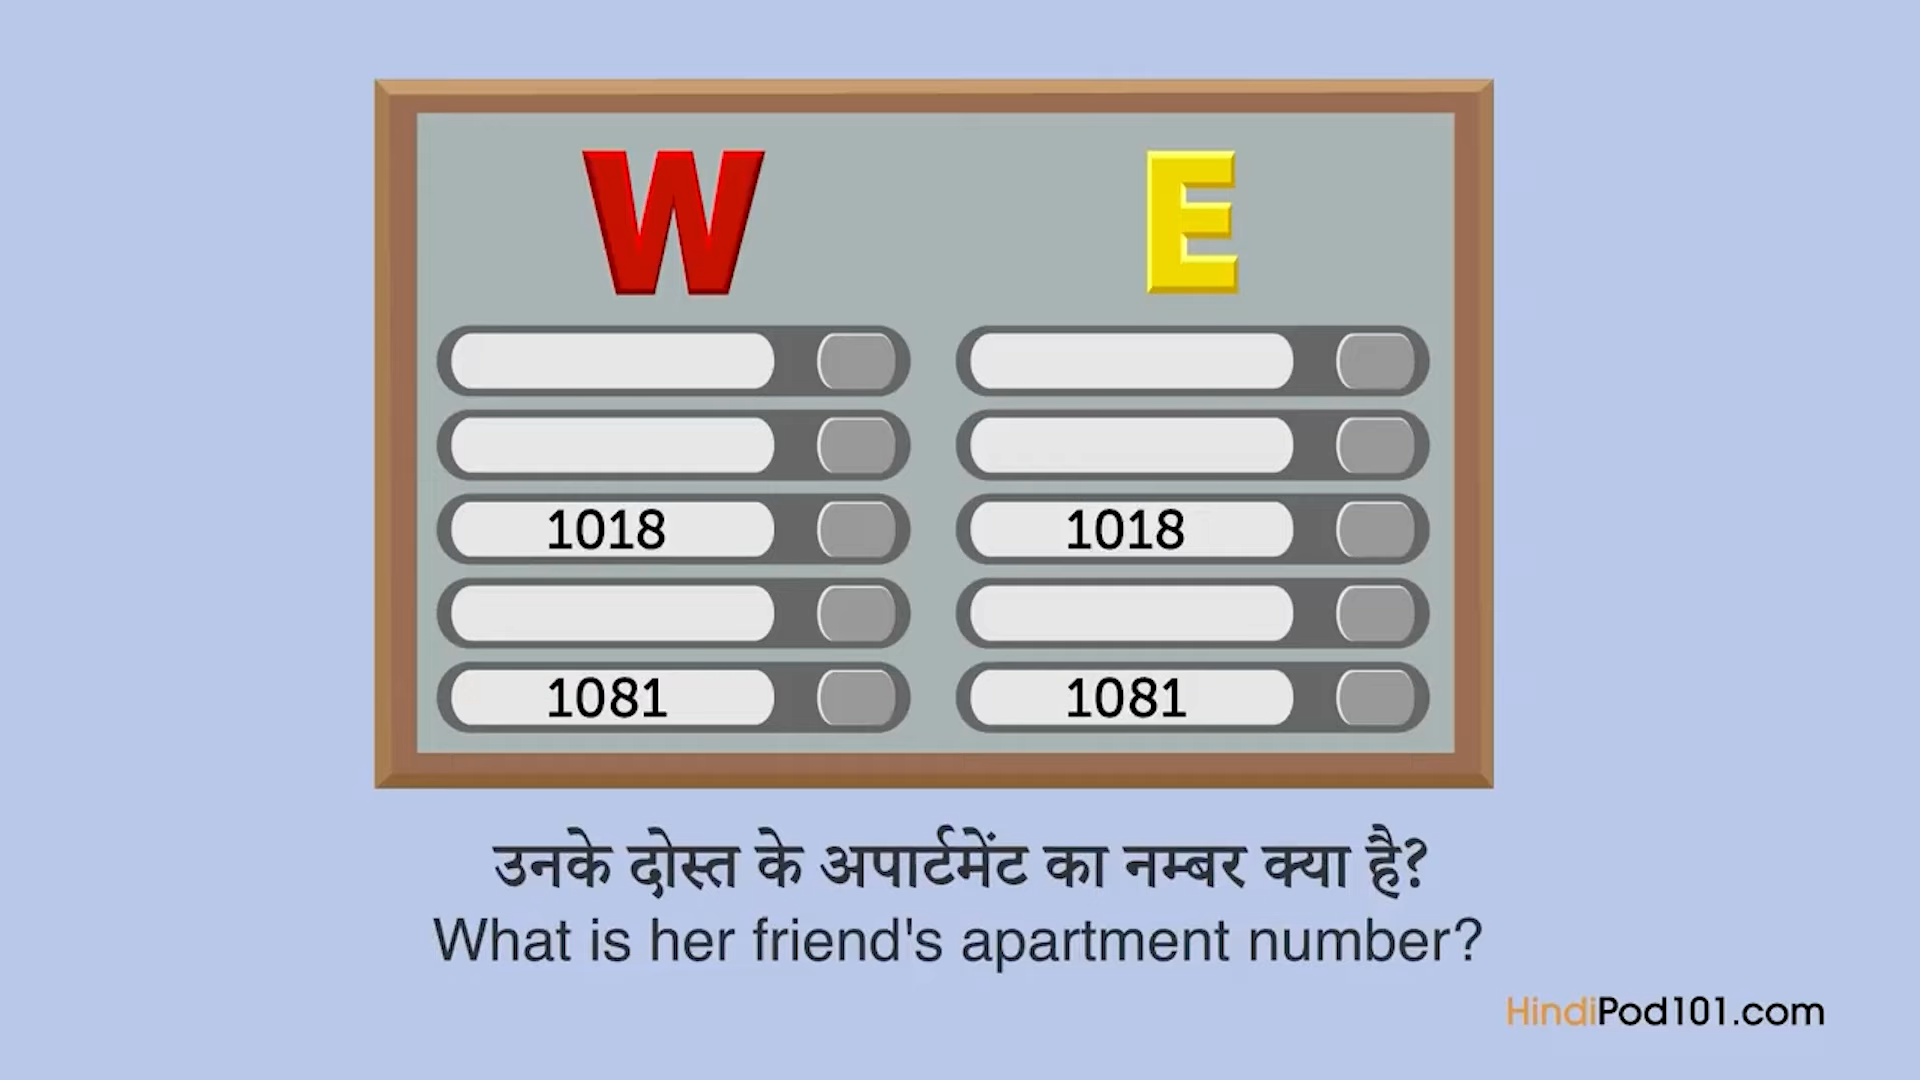 W E
1018 1018
1081 1081
उनके दोस्त के अपार्टमेंट का नम्बर क्या है?
What is her friend's apartment number?
HindiPod101.com